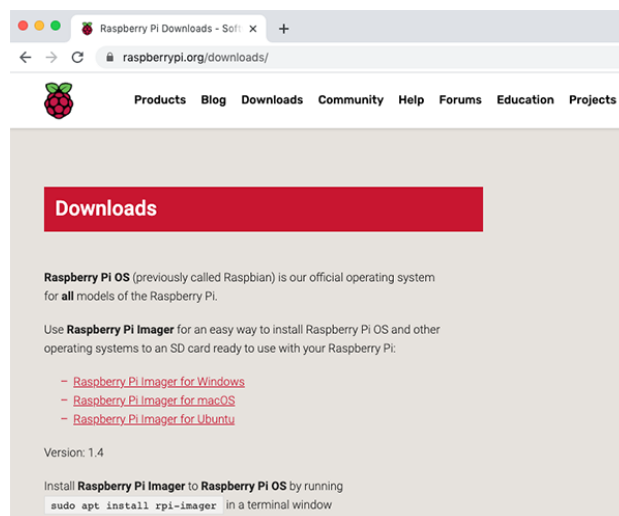 Raspberry Pi Downloads - Soft
raspberrypi.org/downloads/
Products Blog Downloads Community Help Forums Education Projects
Downloads
Raspberry Pi OS (previously called Raspbian) is our official operating system
for all models of the Raspberry Pi.
Use Raspberry Pi Imager for an easy way to install Raspberry Pi OS and other
operating systems to an SD card ready to use with your Raspberry Pi:
– Raspberry Pi Imager for Windows
– Raspberry Pi Imager for macOS
– Raspberry Pi Imager for Ubuntu
Version: 1.4
Install Raspberry Pi Imager to Raspberry Pi OS by running
sudo apt install rpi-imager in a terminal window